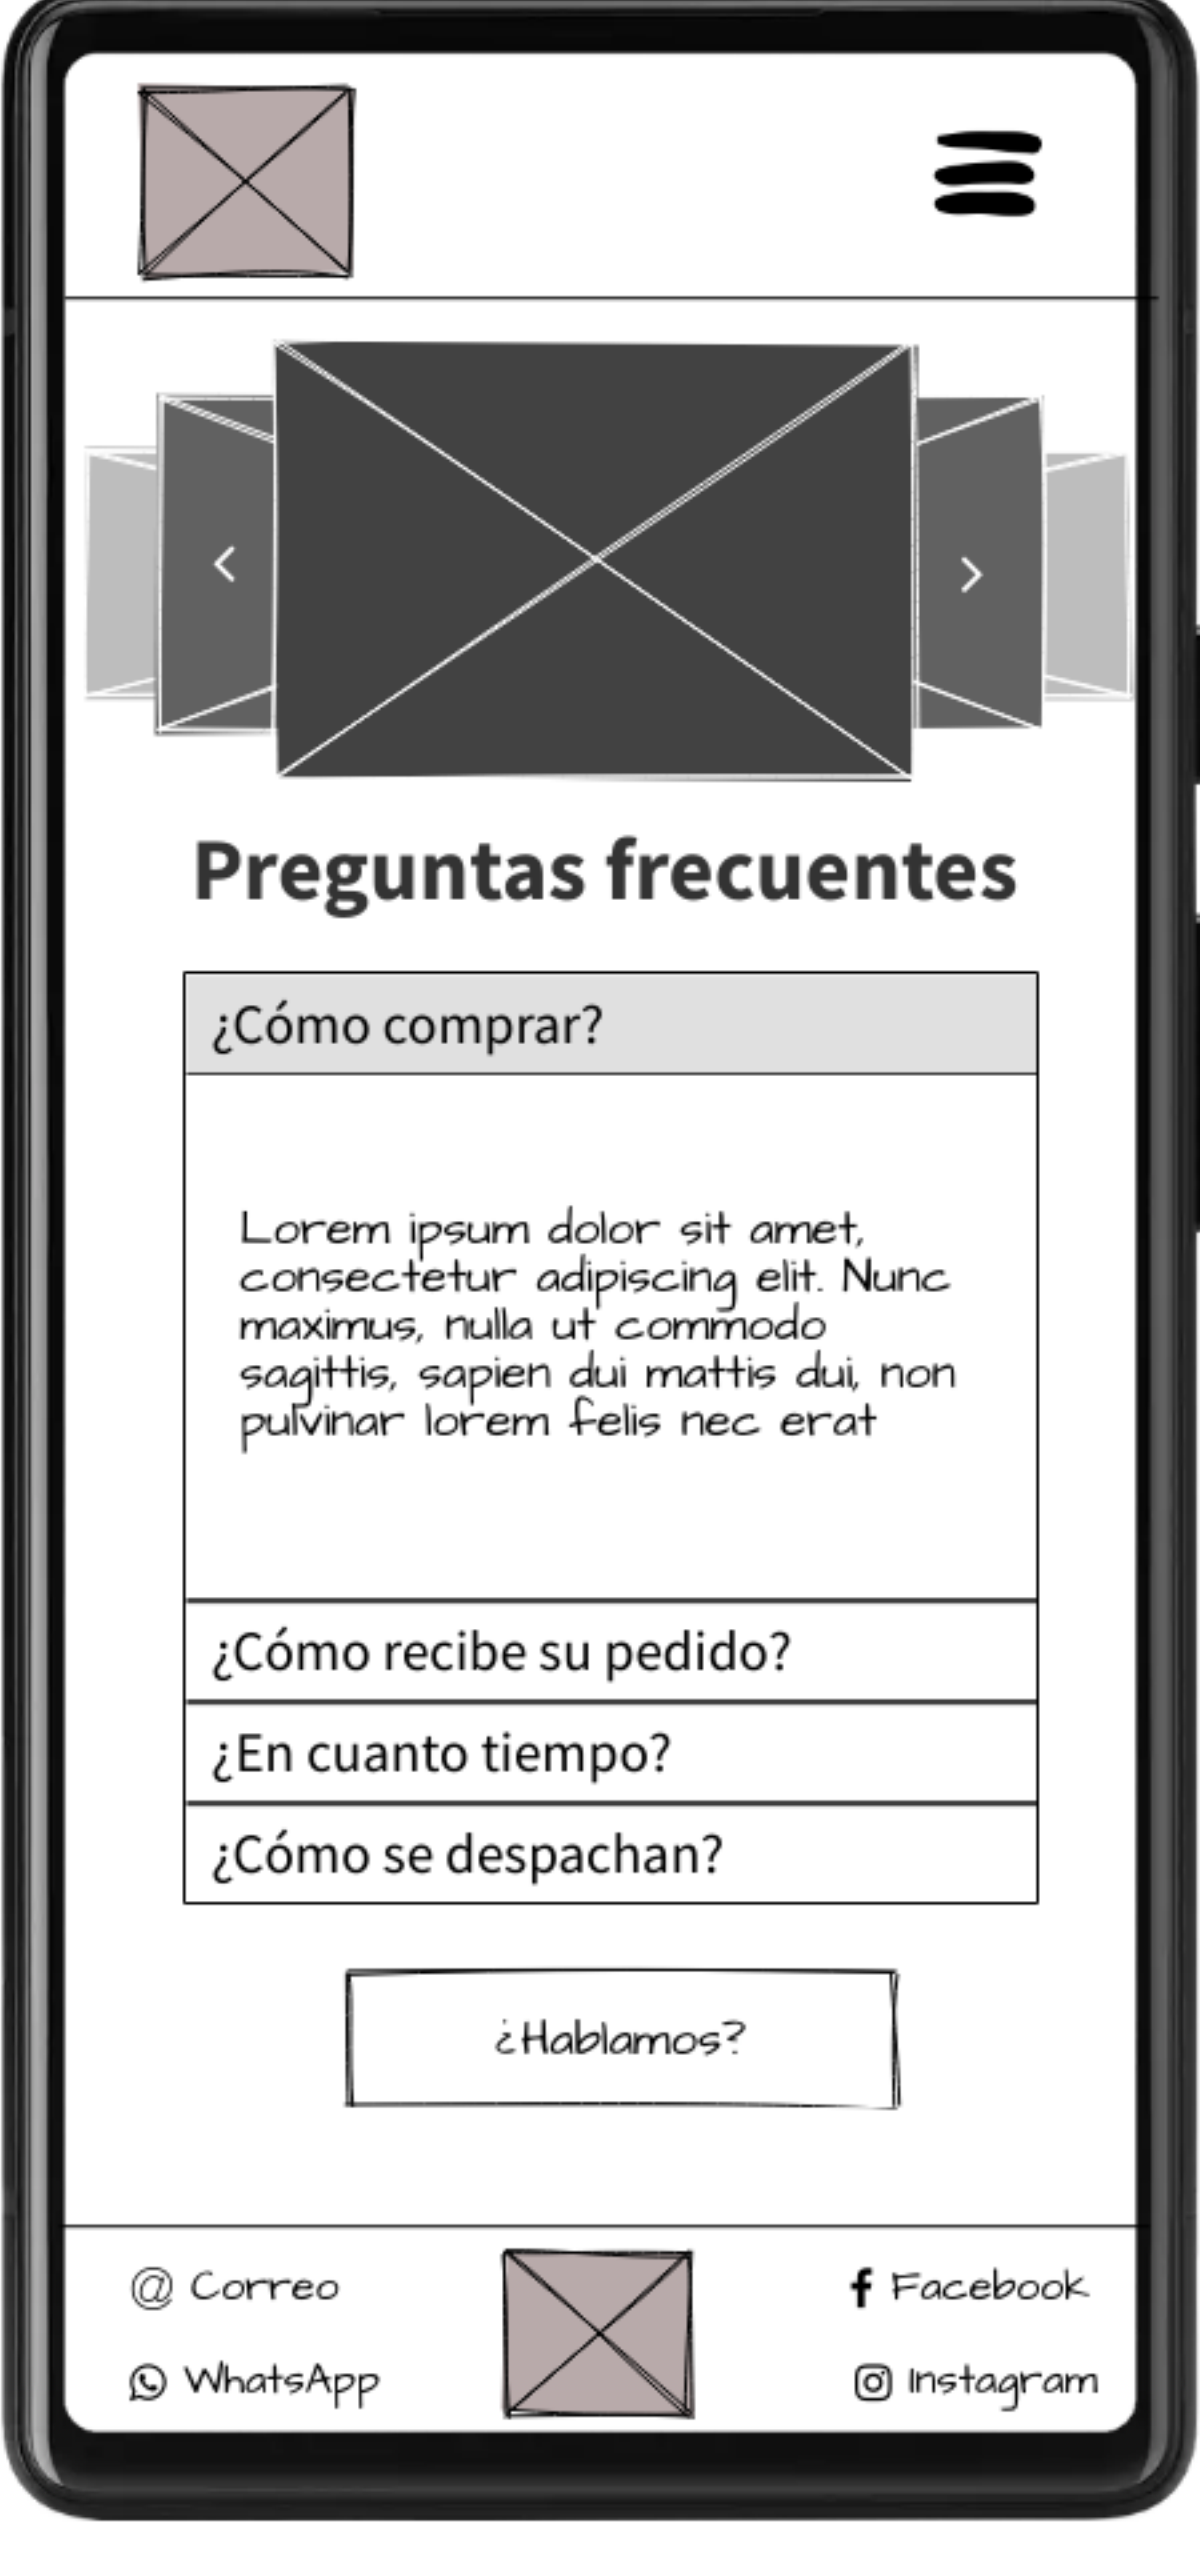 Preguntas frecuentes
¿Cómo comprar?
Lorem ipsum dolor sit amet,
consectetur adipiscing elit. Nunc
maximus, nulla ut commodo
sagittis, sapien dui mattis dui, non
pulvinar lorem felis nec erat
¿Cómo recibe su pedido?
¿En cuanto tiempo?
¿Cómo se despachan?
¿Hablamos?
@ Correo
Facebook
WhatsApp
Instagram